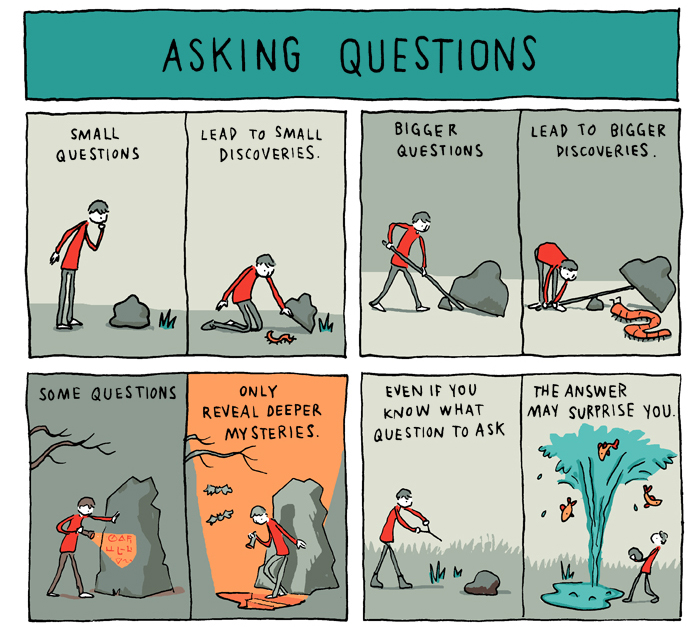 ASKING QUESTIONS
SMALL
QUESTIONS
LEAD TO SMALL
DISCOVERIES.
BIGGER
QUESTIONS
LEAD TO BIGGER
DISCOVERIES.
SOME QUESTIONS
ONLY
REVEAL DEEPER
MYSTERIES.
EVEN IF YOU
KNOW WHAT
QUESTION TO ASK
THE ANSWER
MAY SURPRISE YOU.